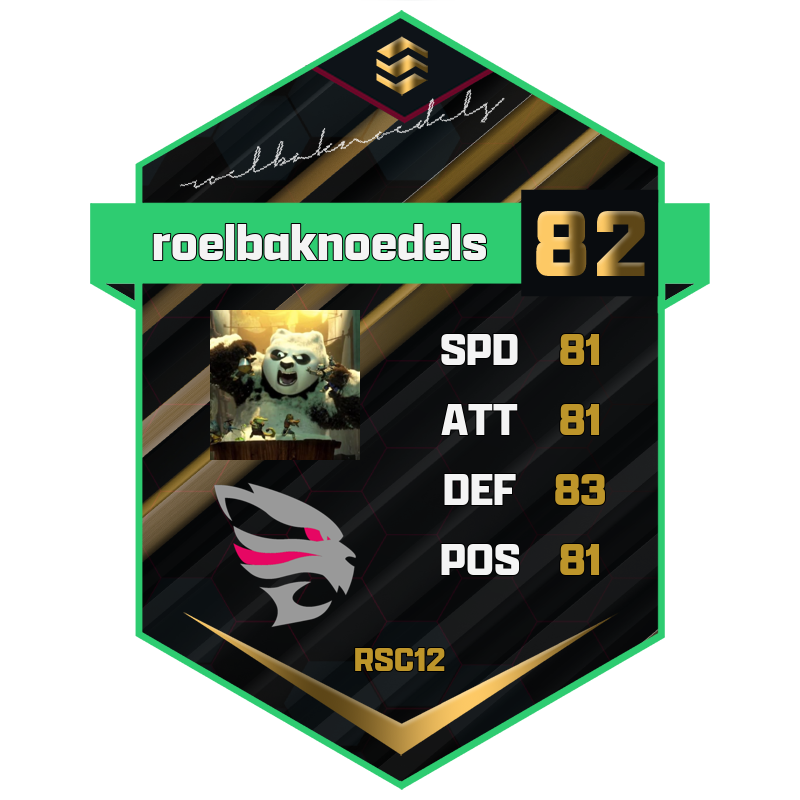 roelbaknoedels
roelbaknoedels 82
SPD 81
ATT 81
DEF 83
POS 81
RSC12